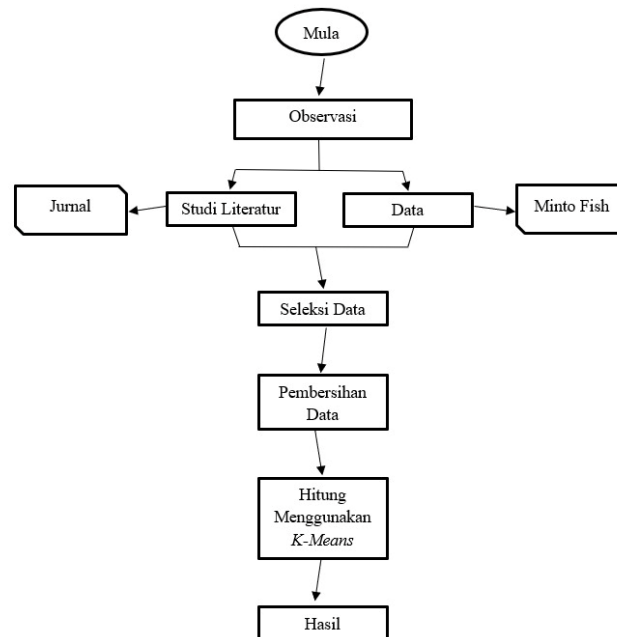 Mula
Observasi
Jurnal
Studi Literatur
Data
Minto Fish
Seleksi Data
Pembersihan
Data
Hitung
Menggunakan
K-Means
Hasil